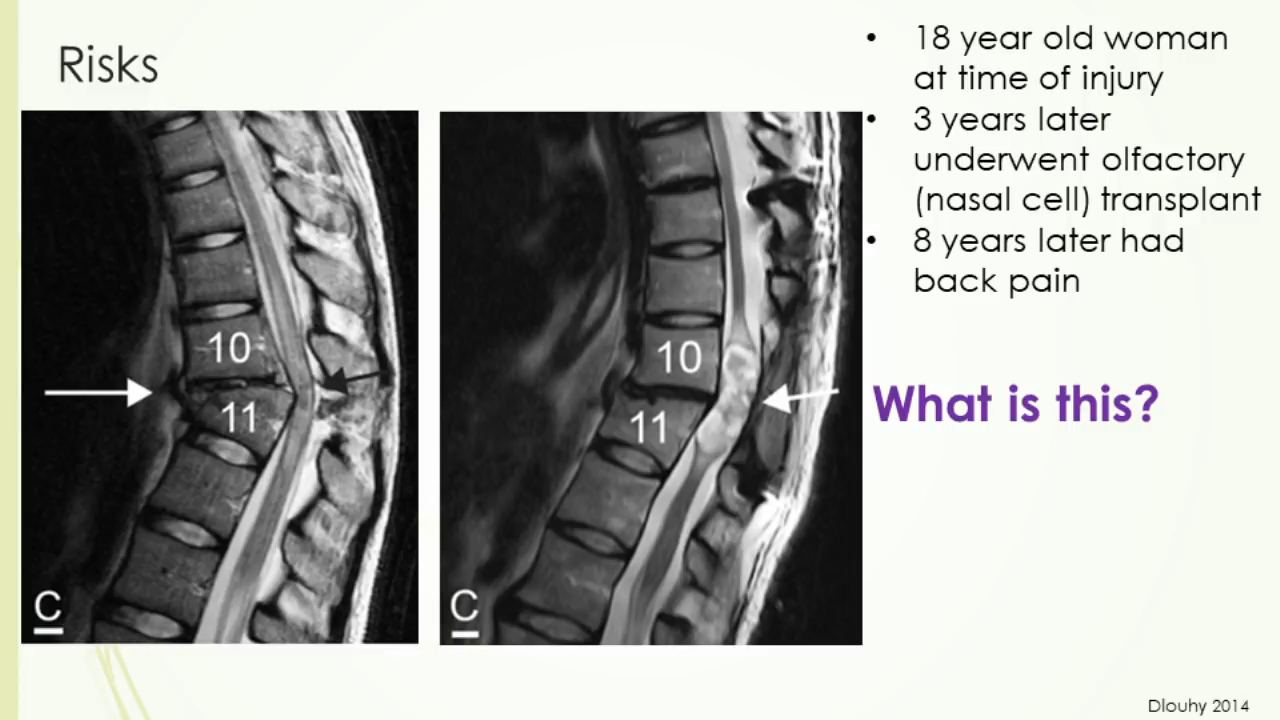 Risks
• 18 year old woman
at time of injury
• 3 years later
underwent olfactory
(nasal cell) transplant
• 8 years later had
back pain
10
11
C
10
11
C
What is this?
Dlouhy 2014